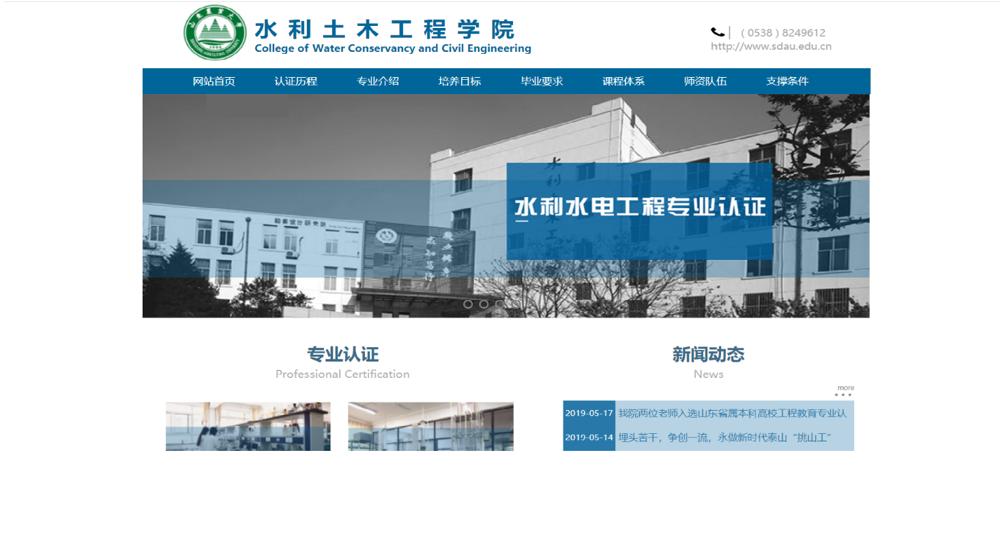 水利土木工程学院
College of Water Conservancy and Civil Engineering
( 0538 ) 8249612
http://www.sdau.edu.cn
网站首页 认证历程 专业介绍 培养目标 毕业要求 课程体系 师资队伍 支撑条件
水利
水利水电工程专业认证
专业认证
Professional Certification
新闻动态
News
more
2019-05-17 我院两位老师入选山东省属本科高校工程教育专业认
2019-05-14 埋头苦干，争创一流，永做新时代泰山“挑山工”